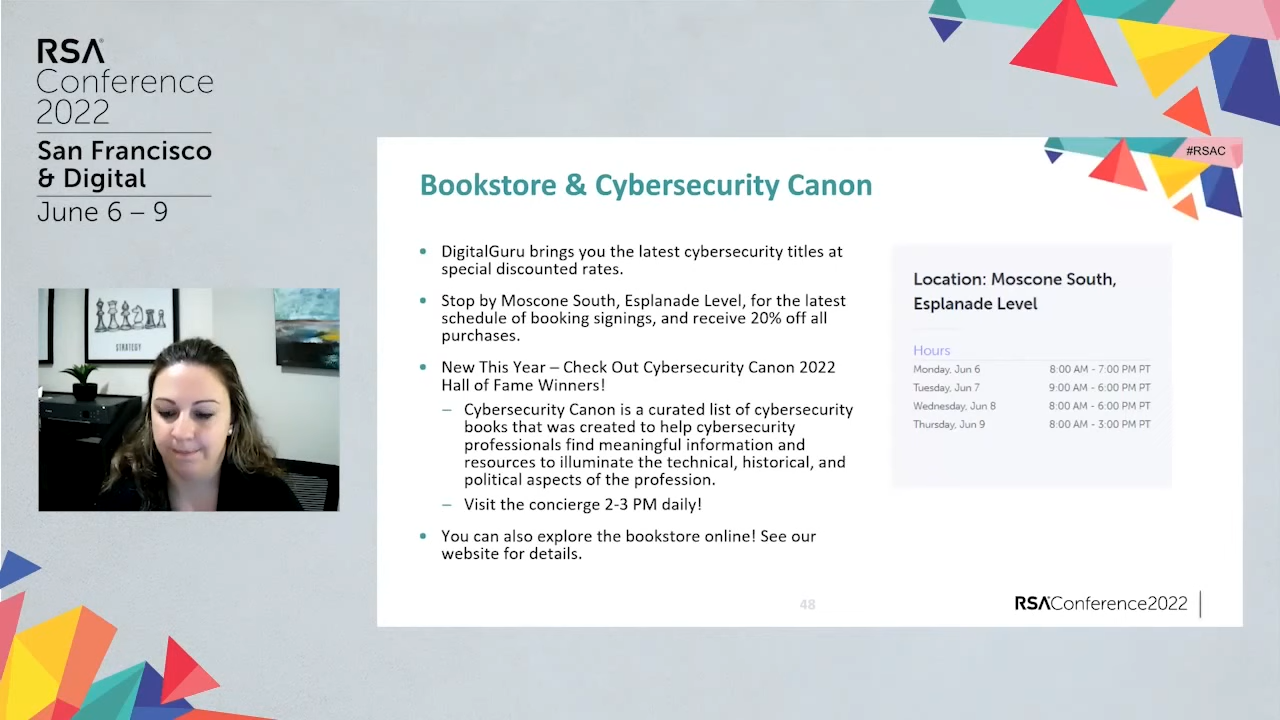 RSA
Conference
2022
San Francisco
& Digital
June 6 – 9
STRATEGY
#RSAC
Bookstore & Cybersecurity Canon
• DigitalGuru brings you the latest cybersecurity titles at
special discounted rates.
• Stop by Moscone South, Esplanade Level, for the latest
schedule of booking signings, and receive 20% off all
purchases.
• New This Year – Check Out Cybersecurity Canon 2022
Hall of Fame Winners!
– Cybersecurity Canon is a curated list of cybersecurity
books that was created to help cybersecurity
professionals find meaningful information and
resources to illuminate the technical, historical, and
political aspects of the profession.
– Visit the concierge 2-3 PM daily!
• You can also explore the bookstore online! See our
website for details.
Location: Moscone South,
Esplanade Level
Hours
Monday, Jun 6 8:00 AM - 7:00 PM PT
Tuesday, Jun 7 9:00 AM - 6:00 PM PT
Wednesday, Jun 8 8:00 AM - 6:00 PM PT
Thursday, Jun 9 8:00 AM - 3:00 PM PT
48
RSAConference2022